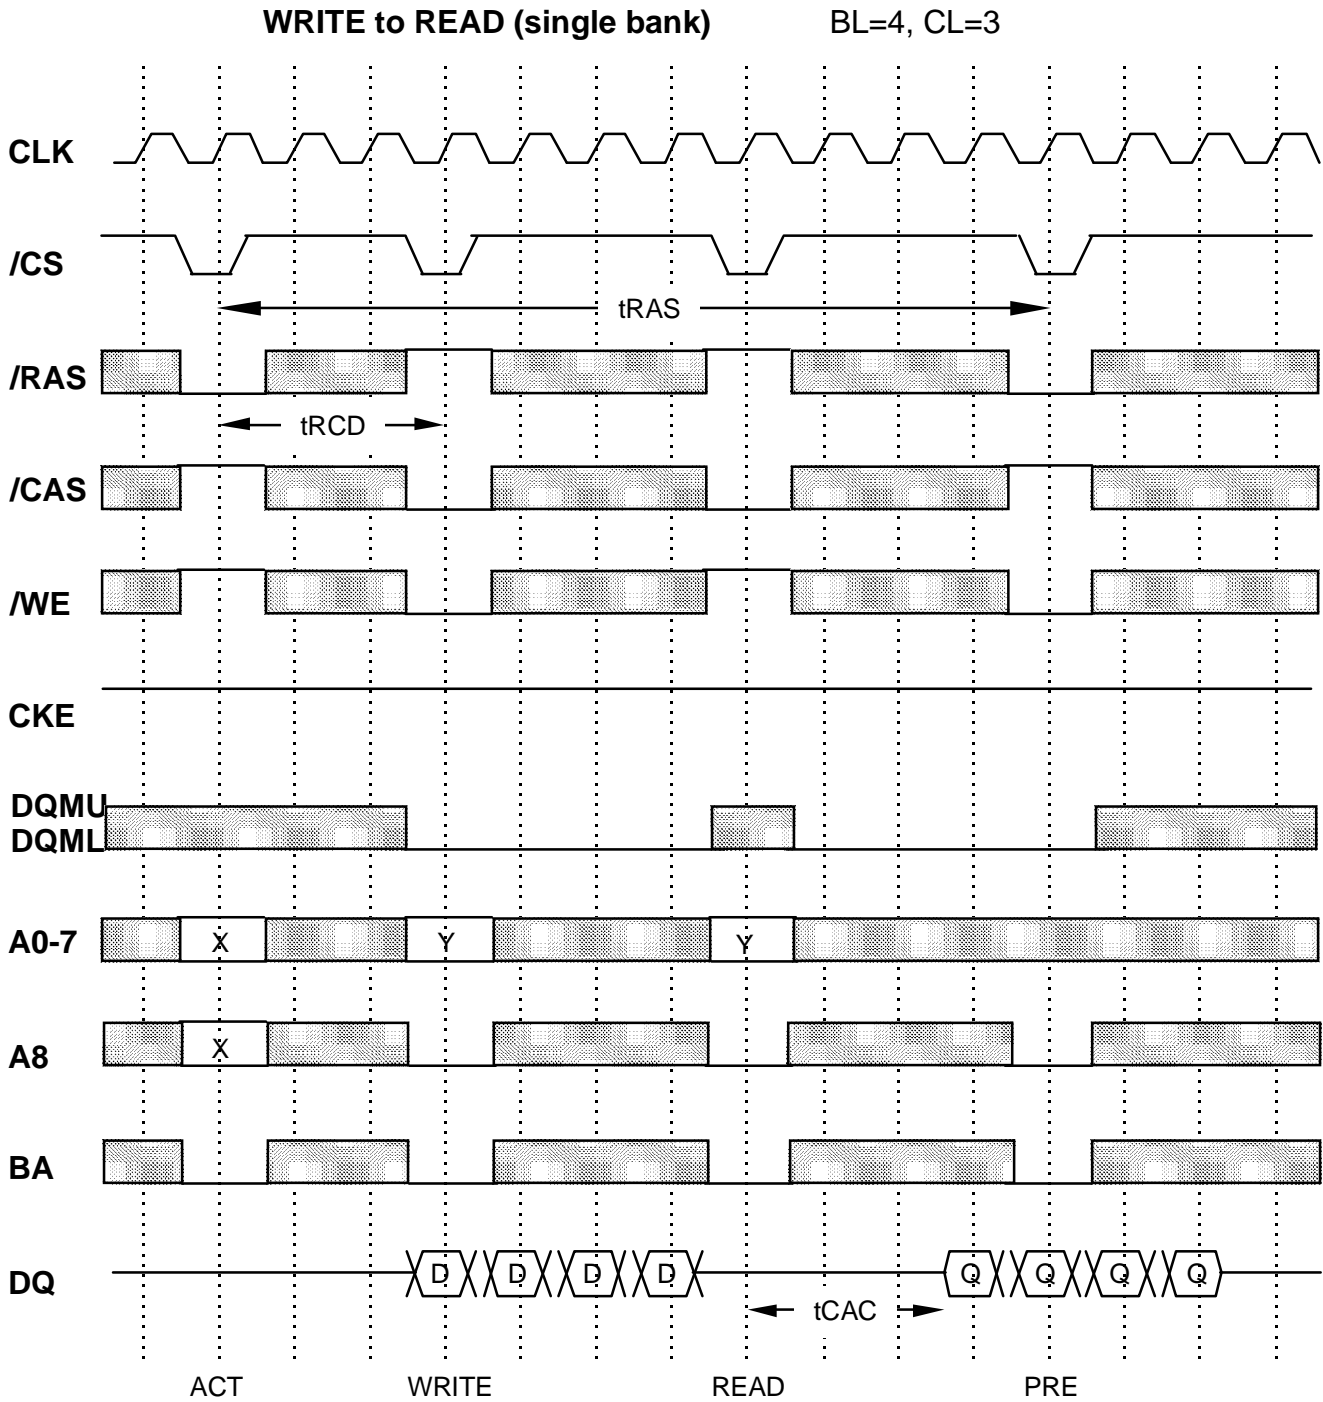 WRITE to READ (single bank) BL=4, CL=3
CLK
/CS
tRAS
/RAS
tRCD
/CAS
/WE
CKE
DQMU
DQML
A0-7 X Y Y
A8 X
BA
DQ D D D D Q Q Q Q
tCAC
ACT WRITE READ PRE